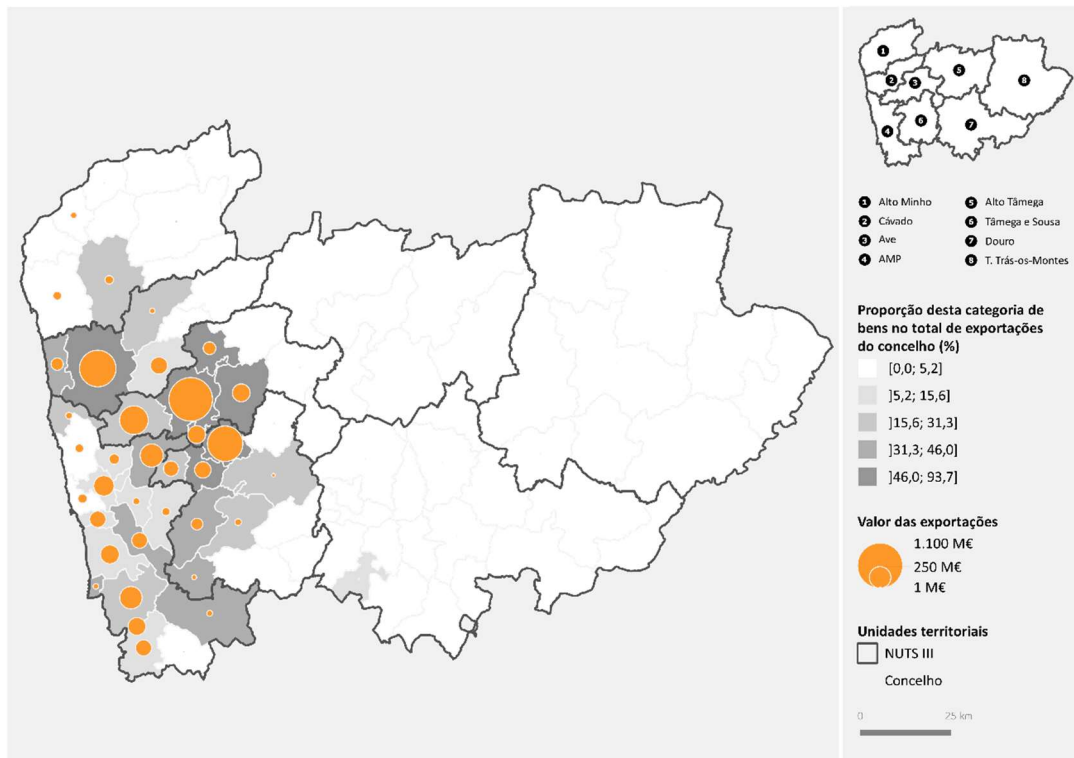 1
2
3
4
5
6
7
8
1 Alto Minho
2 Cávado
3 Ave
4 AMP
5 Alto Tâmega
6 Tâmega e Sousa
7 Douro
8 T. Trás-os-Montes
Proporção desta categoria de
bens no total de exportações
do concelho (%)
[0,0; 5,2]
]5,2; 15,6]
]15,6; 31,3]
]31,3; 46,0]
]46,0; 93,7]
Valor das exportações
1.100 M€
250 M€
1 M€
Unidades territoriais
NUTS III
Concelho
0 25 km